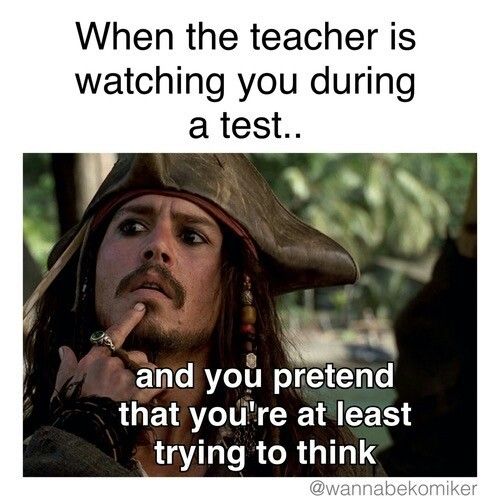 When the teacher is
watching you during
a test..
and you pretend
that you're at least
trying to think
@wannabekomiker